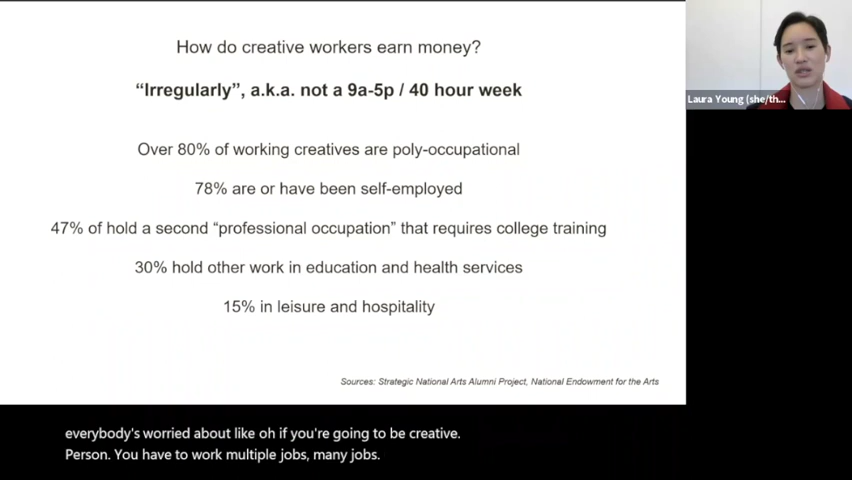 How do creative workers earn money?
“Irregularly”, a.k.a. not a 9a-5p / 40 hour week
Over 80% of working creatives are poly-occupational
78% are or have been self-employed
47% of hold a second “professional occupation” that requires college training
30% hold other work in education and health services
15% in leisure and hospitality
Sources: Strategic National Arts Alumni Project, National Endowment for the Arts
Laura Young (she/th...
everybody's worried about like oh if you're going to be creative.
Person. You have to work multiple jobs, many jobs.